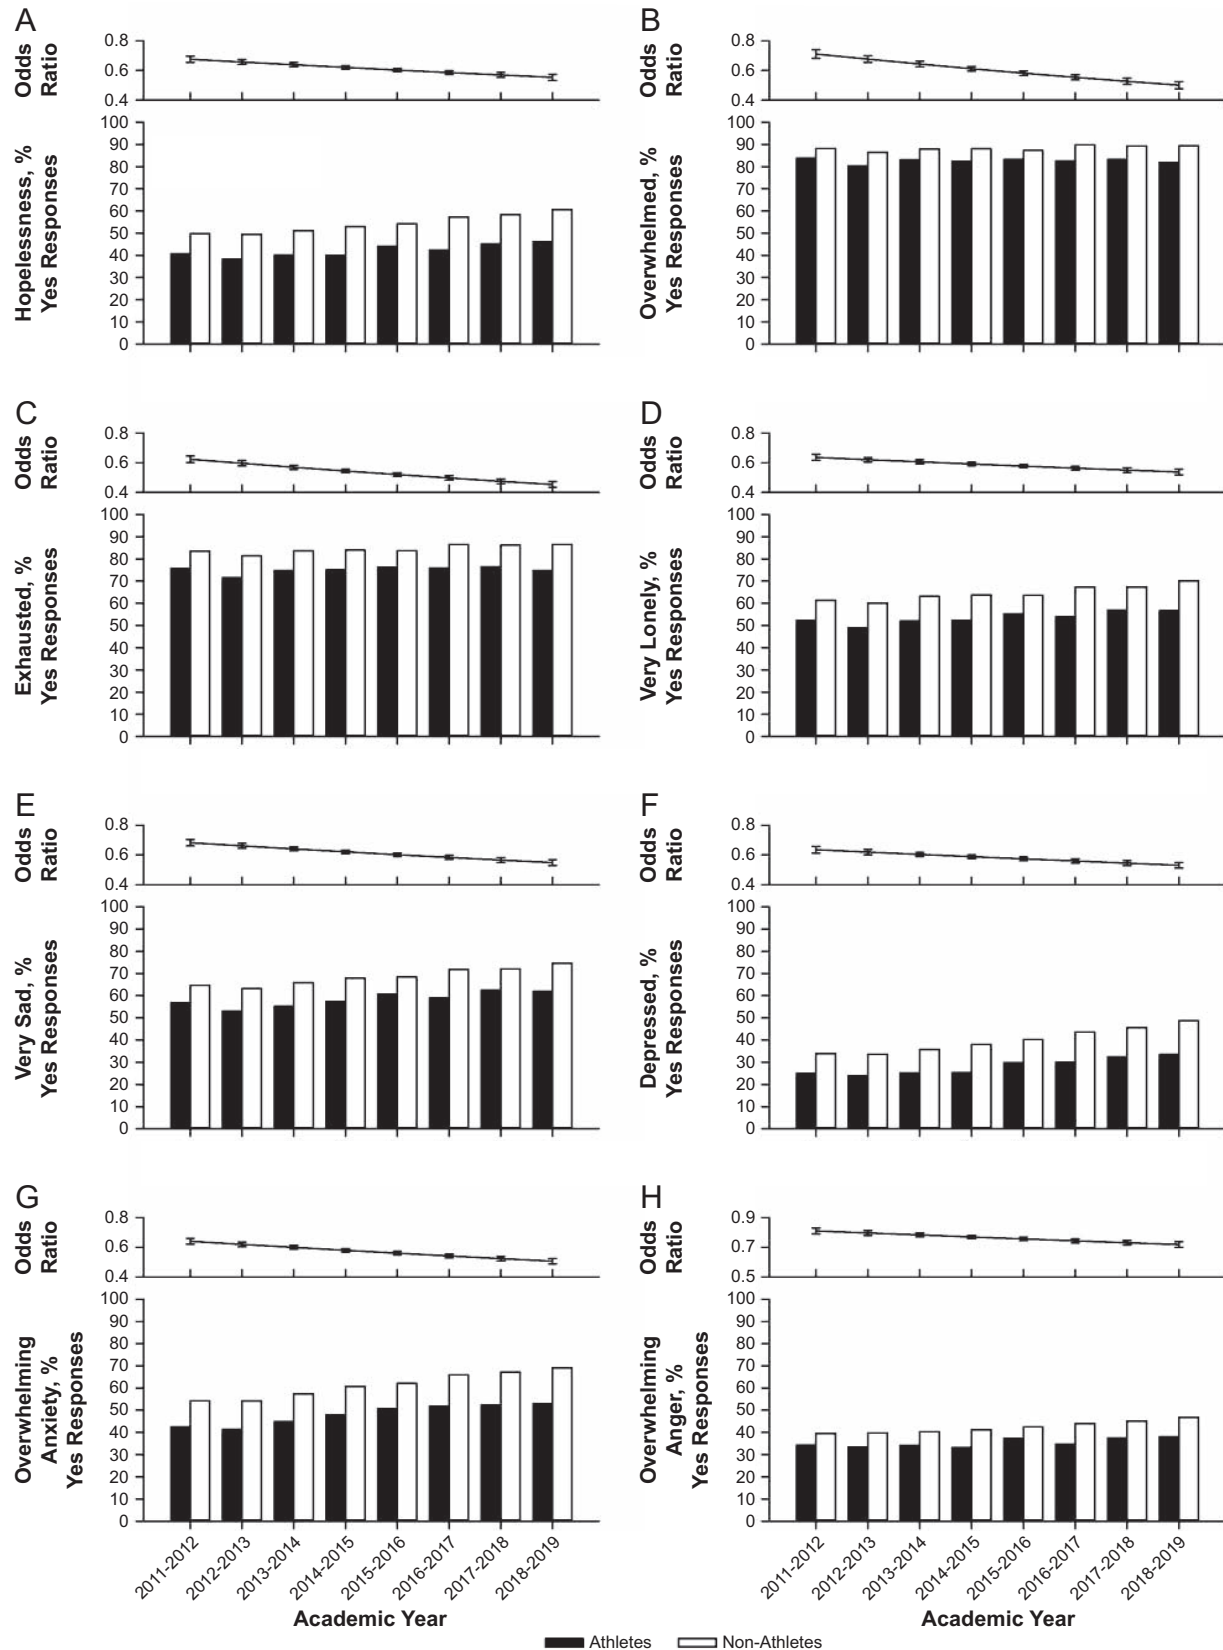 A
Odds
Ratio
0.8
0.6
0.4
Hopelessness, %
Yes Responses
100
90
80
70
60
50
40
30
20
10
0
B
Odds
Ratio
0.8
0.6
0.4
Overwhelmed, %
Yes Responses
100
90
80
70
60
50
40
30
20
10
0
C
Odds
Ratio
0.8
0.6
0.4
Exhausted, %
Yes Responses
100
90
80
70
60
50
40
30
20
10
0
D
Odds
Ratio
0.8
0.6
0.4
Very Lonely, %
Yes Responses
100
90
80
70
60
50
40
30
20
10
0
E
Odds
Ratio
0.8
0.6
0.4
Very Sad, %
Yes Responses
100
90
80
70
60
50
40
30
20
10
0
F
Odds
Ratio
0.8
0.6
0.4
Depressed, %
Yes Responses
100
90
80
70
60
50
40
30
20
10
0
G
Odds
Ratio
0.8
0.6
0.4
Overwhelming
Anxiety, %
Yes Responses
100
90
80
70
60
50
40
30
20
10
0
2011-2012
2012-2013
2013-2014
2014-2015
2015-2016
2016-2017
2017-2018
2018-2019
Academic Year
H
Odds
Ratio
0.9
0.7
0.5
Overwhelming
Anger, %
Yes Responses
100
90
80
70
60
50
40
30
20
10
0
2011-2012
2012-2013
2013-2014
2014-2015
2015-2016
2016-2017
2017-2018
2018-2019
Academic Year
Athletes
Non-Athletes